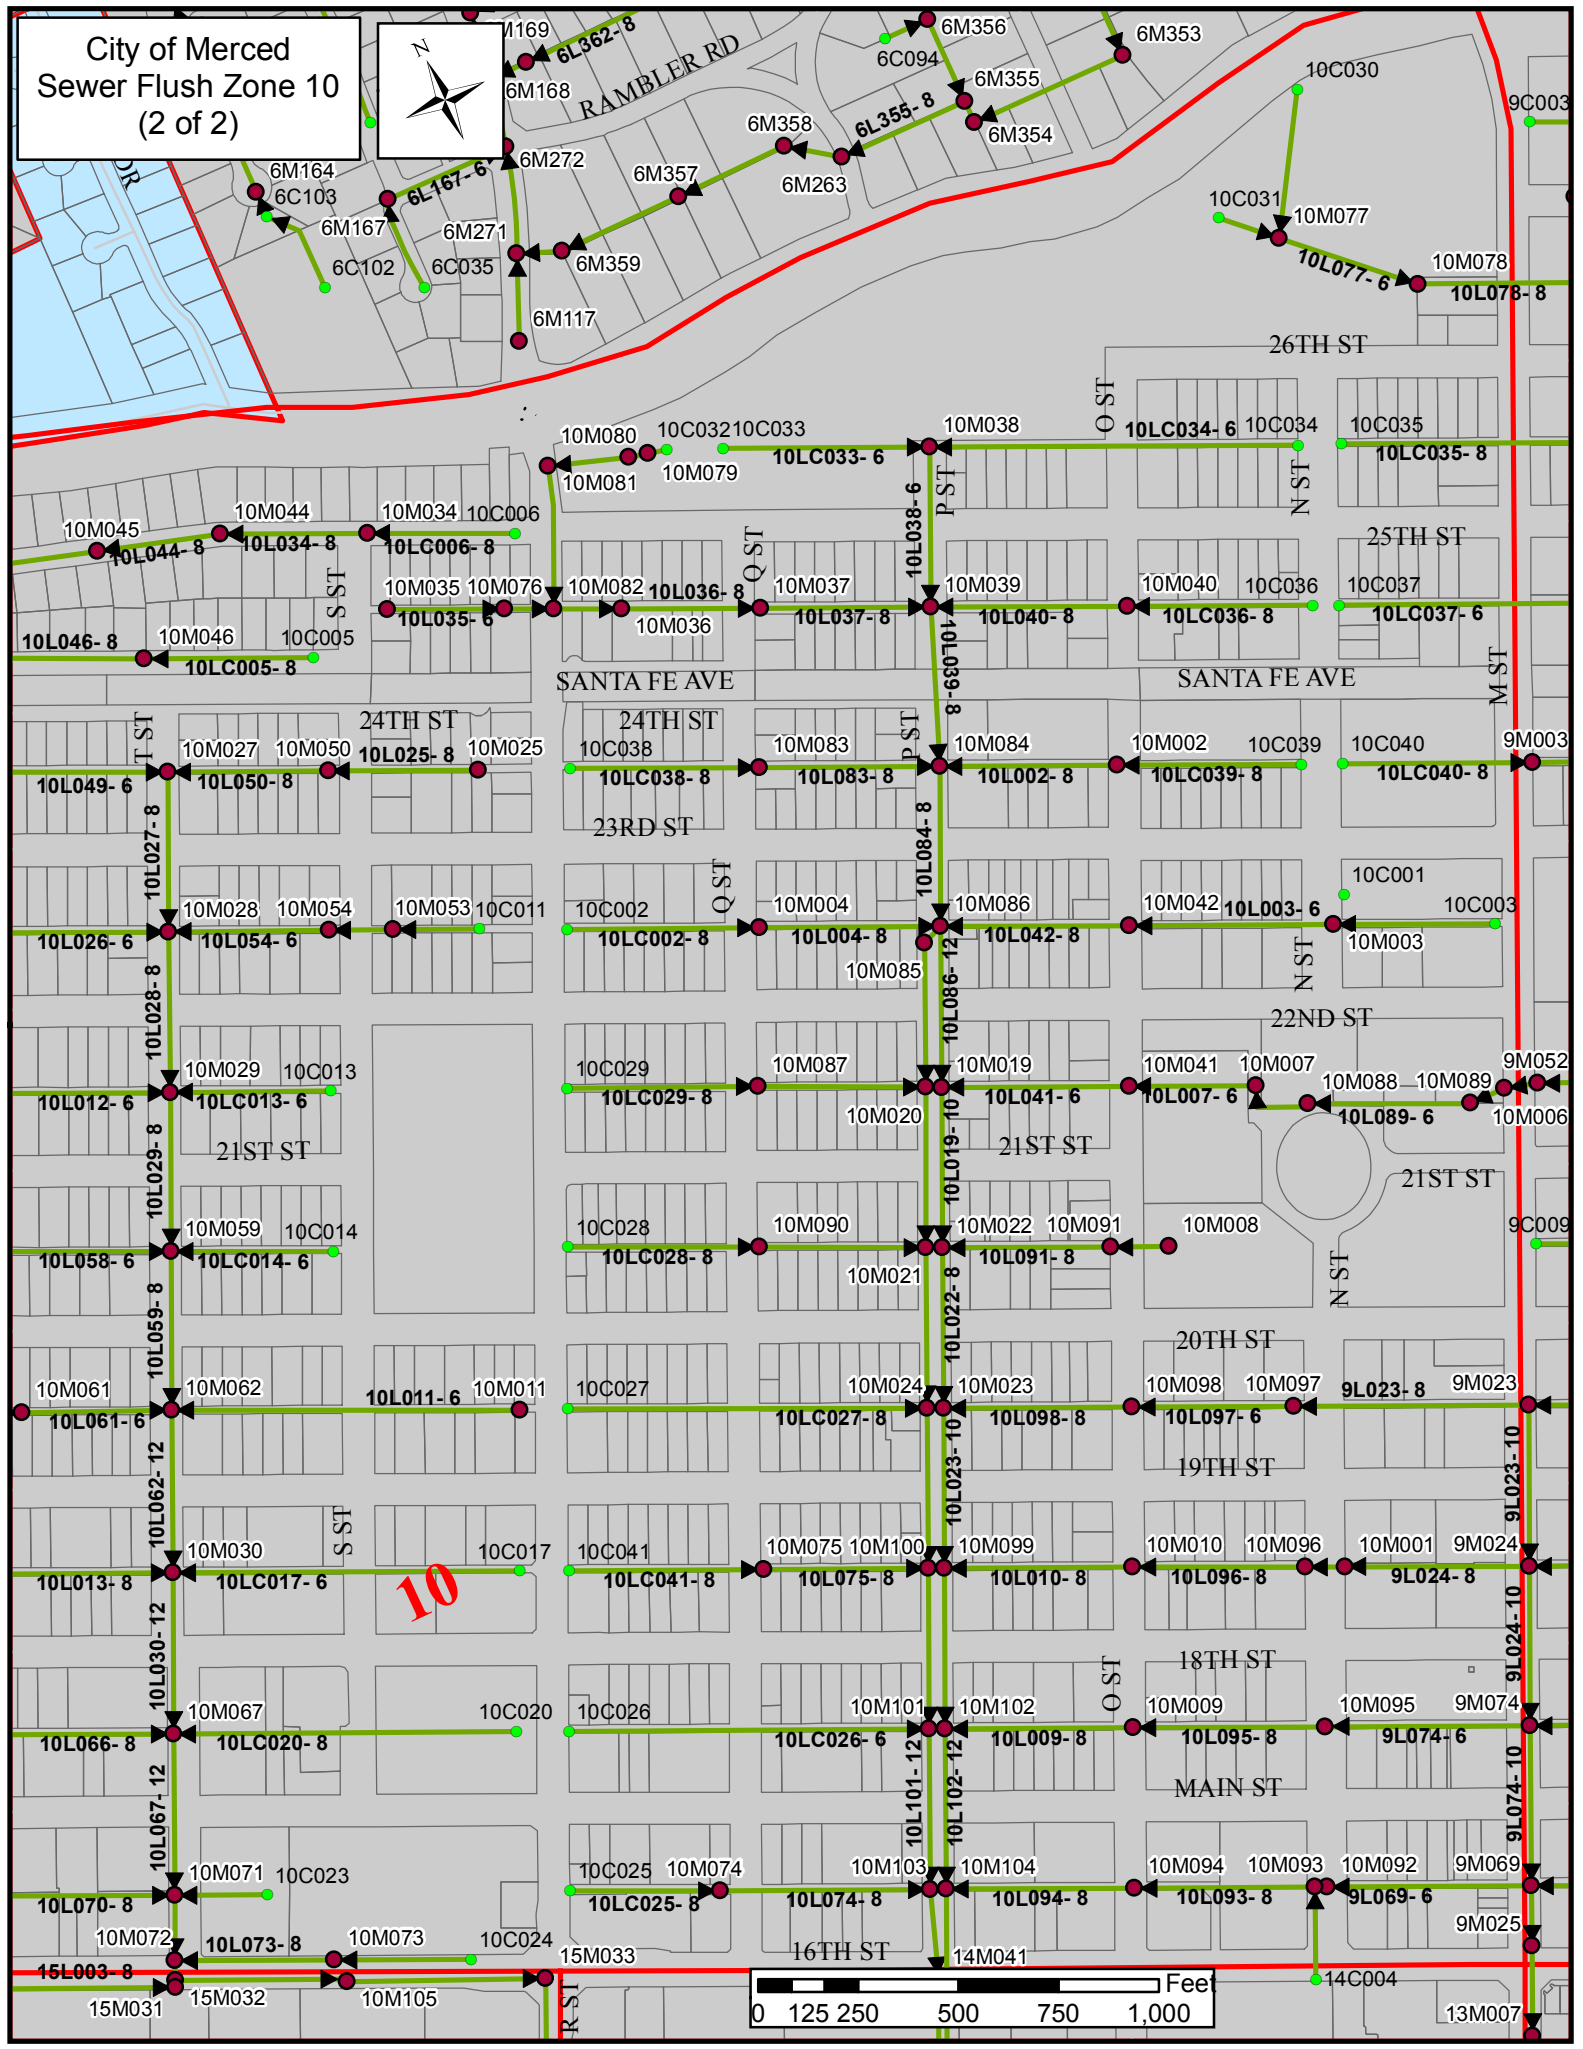 City of Merced
Sewer Flush Zone 10
(2 of 2)
N
M169
6L362- 8
6M356
6M353
6C094
RAMBLER RD
10C030
6M168
6M355
9C003
6L355- 8
6M354
6M358
6M272
DR
6M164
6L167- 6
6M357
6M263
6C103
10C031
10M077
6M167
6M271
6M359
10M078
6C102
6C035
10L077- 6
10L078- 8
6M117
26TH ST
O ST
10M080
10C032
10C033
10M038
10LC034- 6
10C034
10C035
10LC033- 6
10M079
10LC035- 8
10M081
P ST
N ST
10M045
10M044
10M034
10C006
10L038- 6
25TH ST
10L044- 8
10L034- 8
10LC006- 8
Q ST
S ST
10M035
10M076
10M082
10L036- 8
10M037
10M039
10M040
10C036
10C037
10L035- 6
10M036
10L037- 8
10L040- 8
10LC036- 8
10LC037- 6
10L046- 8
10M046
10C005
10LC005- 8
10L039- 8
SANTA FE AVE
SANTA FE AVE
M ST
T ST
24TH ST
24TH ST
P ST
10M027
10M050
10L025- 8
10M025
10C038
10M083
10M084
10M002
10C039
10C040
9M003
10L049- 6
10L050- 8
10LC038- 8
10L083- 8
10L002- 8
10LC039- 8
10LC040- 8
10L027- 8
23RD ST
10L084- 8
Q ST
10C001
10M028
10M054
10M053
10C011
10C002
10M004
10M086
10M042
10L003- 6
10C003
10L026- 6
10L054- 6
10LC002- 8
10L004- 8
10L042- 8
10M003
10M085
N ST
10L028- 8
10L086- 12
22ND ST
10M029
10C013
10C029
10M087
10M019
10M041
10M007
10M088
10M089
9M052
10L012- 6
10LC013- 6
10LC029- 8
10M020
10L041- 6
10L007- 6
10L089- 6
10M006
10L029- 8
21ST ST
10L019- 10
21ST ST
21ST ST
10M059
10C014
10C028
10M090
10M022
10M091
10M008
9C009
10L058- 6
10LC014- 6
10LC028- 8
10M021
10L091- 8
10L059- 8
10L022- 8
N ST
20TH ST
10M061
10M062
10L011- 6
10M011
10C027
10M024
10M023
10M098
10M097
9L023- 8
9M023
10L061- 6
10LC027- 8
10L098- 8
10L097- 6
10L062- 12
10L023- 10
19TH ST
9L023- 10
S ST
10M030
10C017
10C041
10M075
10M100
10M099
10M010
10M096
10M001
9M024
10L013- 8
10LC017- 6
10
10LC041- 8
10L075- 8
10L010- 8
10L096- 8
9L024- 8
10L030- 12
18TH ST
9L024- 10
O ST
10M067
10C020
10C026
10M101
10M102
10M009
10M095
9M074
10L066- 8
10LC020- 8
10LC026- 6
10L009- 8
10L095- 8
9L074- 6
10L067- 12
10L101- 12
10L102- 12
MAIN ST
9L074- 10
10M071
10C023
10C025
10M074
10M103
10M104
10M094
10M093
10M092
9M069
10L070- 8
10LC025- 8
10L074- 8
10L094- 8
10L093- 8
9L069- 6
10M072
10L073- 8
10M073
10C024
16TH ST
9M025
15L003- 8
15M033
14M041
15M031
15M032
10M105
R ST
14C004
Feet
0 125 250 500 750 1,000
13M007